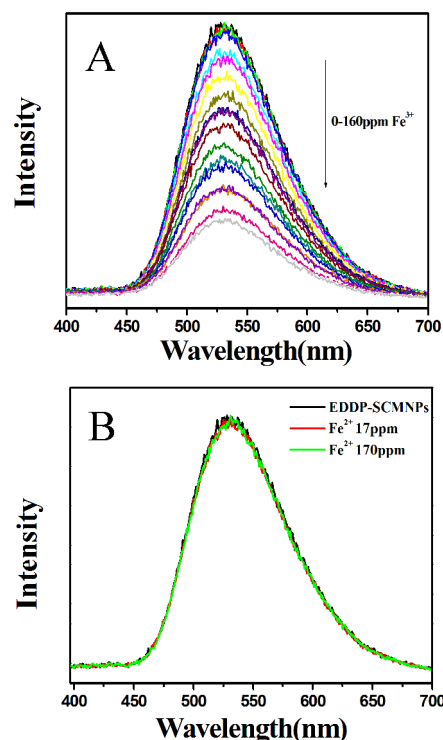 A
0-160ppm Fe³⁺
Intensity
400 450 500 550 600 650 700
Wavelength(nm)
B
EDDP-SCMNPs
Fe²⁺ 17ppm
Fe²⁺ 170ppm
Intensity
400 450 500 550 600 650 700
Wavelength(nm)